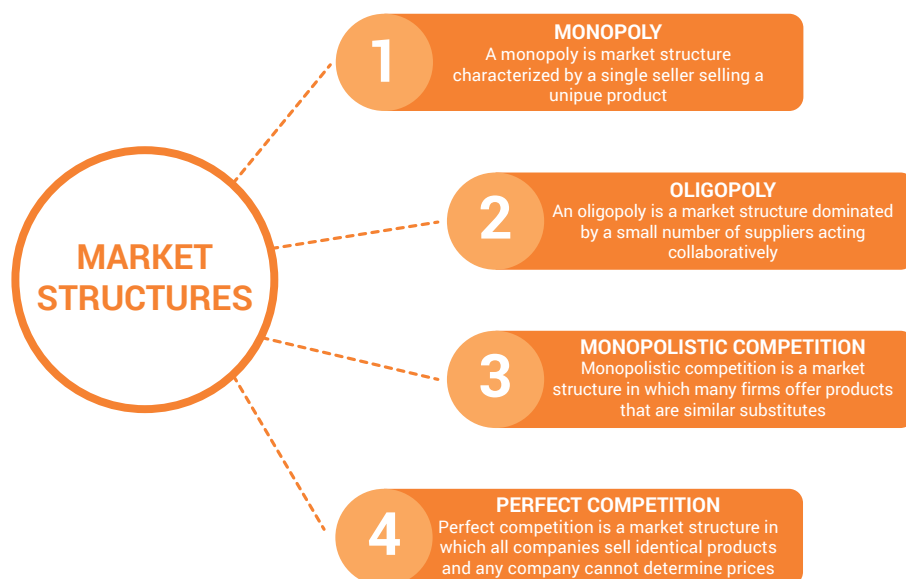 MARKET
STRUCTURES
1
MONOPOLY
A monopoly is market structure
characterized by a single seller selling a
unipue product
2
OLIGOPOLY
An oligopoly is a market structure dominated
by a small number of suppliers acting
collaboratively
3
MONOPOLISTIC COMPETITION
Monopolistic competition is a market
structure in which many firms offer products
that are similar substitutes
4
PERFECT COMPETITION
Perfect competition is a market structure in
which all companies sell identical products
and any company cannot determine prices